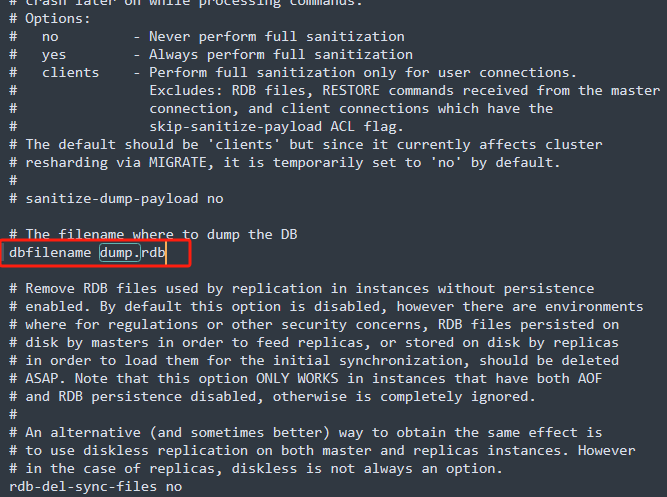 # crash later on while processing commands.
# Options:
#   no         - Never perform full sanitization
#   yes        - Always perform full sanitization
#   clients    - Perform full sanitization only for user connections.
#                Excludes: RDB files, RESTORE commands received from the master
#                connection, and client connections which have the
#                skip-sanitize-payload ACL flag.
# The default should be 'clients' but since it currently affects cluster
# resharding via MIGRATE, it is temporarily set to 'no' by default.
#
# sanitize-dump-payload no
# The filename where to dump the DB
dbfilename dump.rdb
# Remove RDB files used by replication in instances without persistence
# enabled. By default this option is disabled, however there are environments
# where for regulations or other security concerns, RDB files persisted on
# disk by masters in order to feed replicas, or stored on disk by replicas
# in order to load them for the initial synchronization, should be deleted
# ASAP. Note that this option ONLY WORKS in instances that have both AOF
# and RDB persistence disabled, otherwise is completely ignored.
#
# An alternative (and sometimes better) way to obtain the same effect is
# to use diskless replication on both master and replicas instances. However
# in the case of replicas, diskless is not always an option.
rdb-del-sync-files no